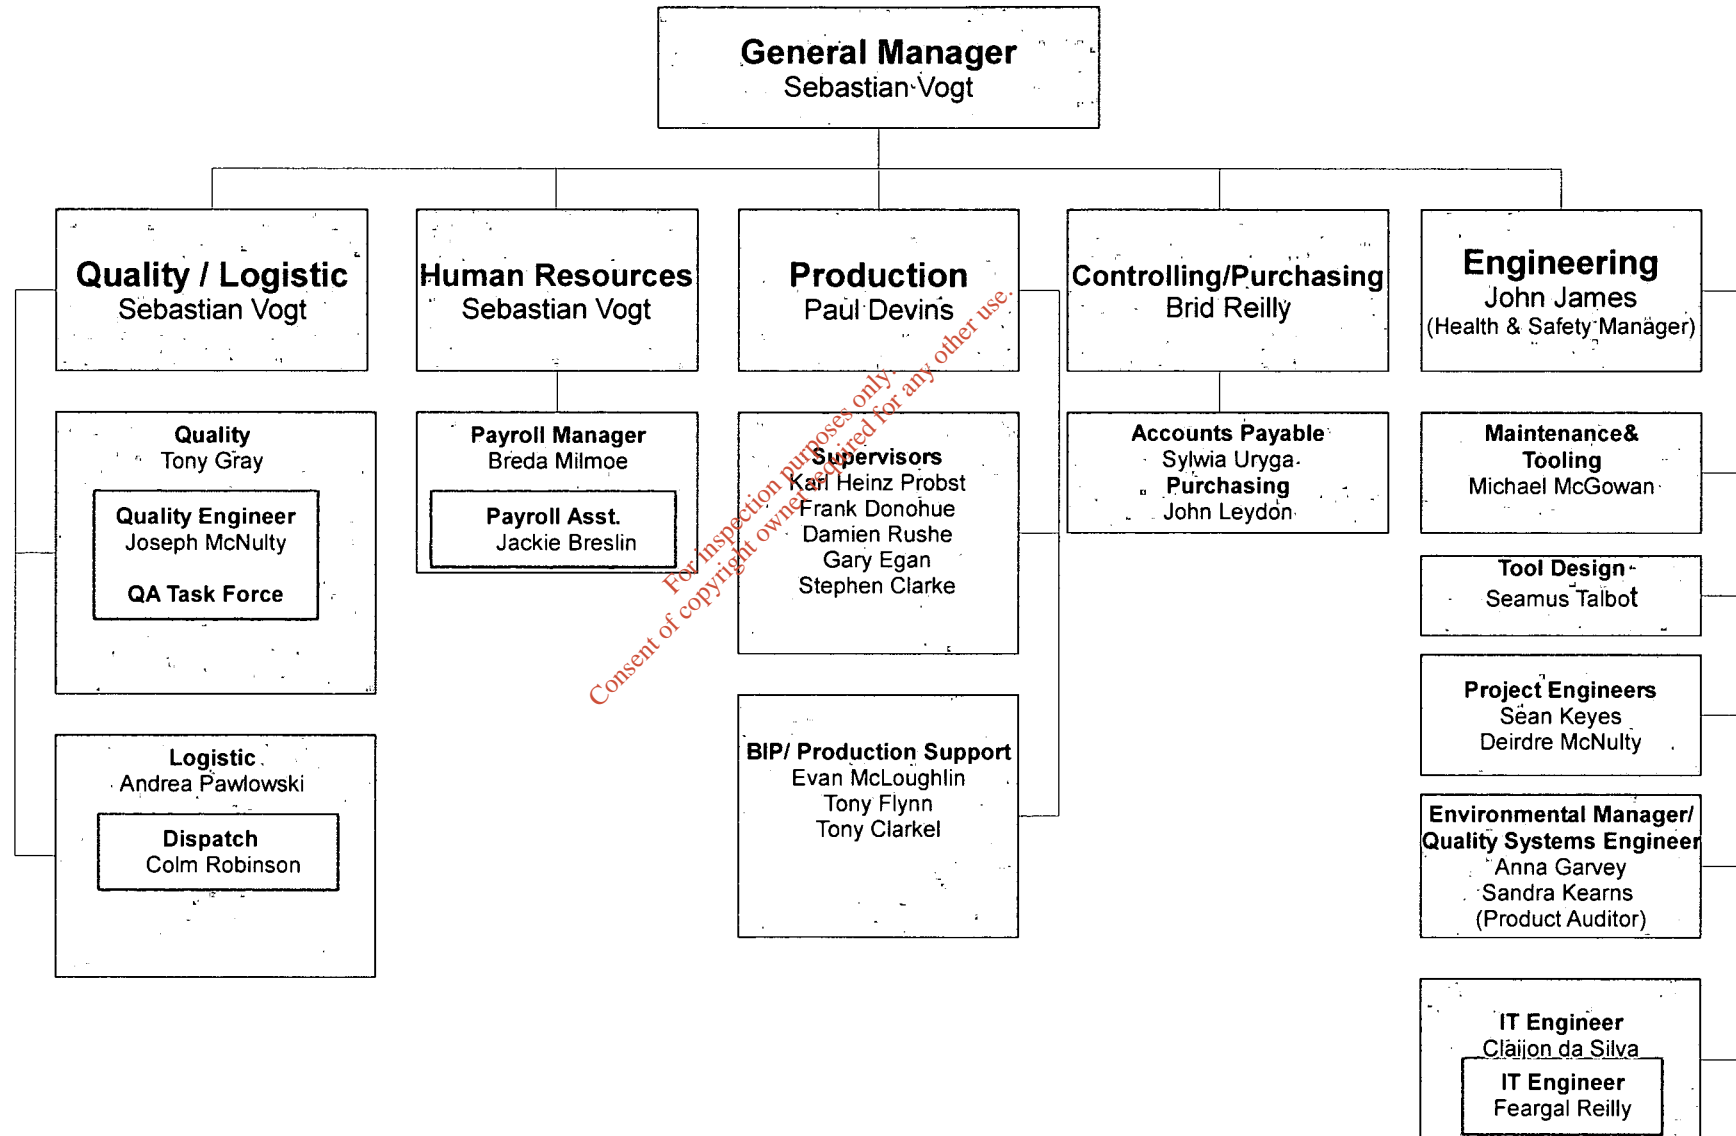 General Manager
Sebastian Vogt
Quality / Logistic
Sebastian Vogt
Human Resources
Sebastian Vogt
Production
Paul Devins
Controlling/Purchasing
Brid Reilly
Engineering
John James
(Health & Safety Manager)
Quality
Tony Gray
Quality Engineer
Joseph McNulty
QA Task Force
Logistic
Andrea Pawlowski
Dispatch
Colm Robinson
Payroll Manager
Breda Milmoe
Payroll Asst.
Jackie Breslin
Supervisors
Karl Heinz Probst
Frank Donohue
Damien Rushe
Gary Egan
Stephen Clarke
BIP/ Production Support
Evan McLoughlin
Tony Flynn
Tony Clarkel
Accounts Payable
Sylwia Uryga
Purchasing
John Leydon
Maintenance&
Tooling
Michael McGowan
Tool Design
Seamus Talbot
Project Engineers
Sean Keyes
Deirdre McNulty
Environmental Manager/
Quality Systems Engineer
Anna Garvey
Sandra Kearns
(Product Auditor)
IT Engineer
Claijon da Silva
IT Engineer
Feargal Reilly
For inspection purposes only.
Consent of copyright owner required for any other use.